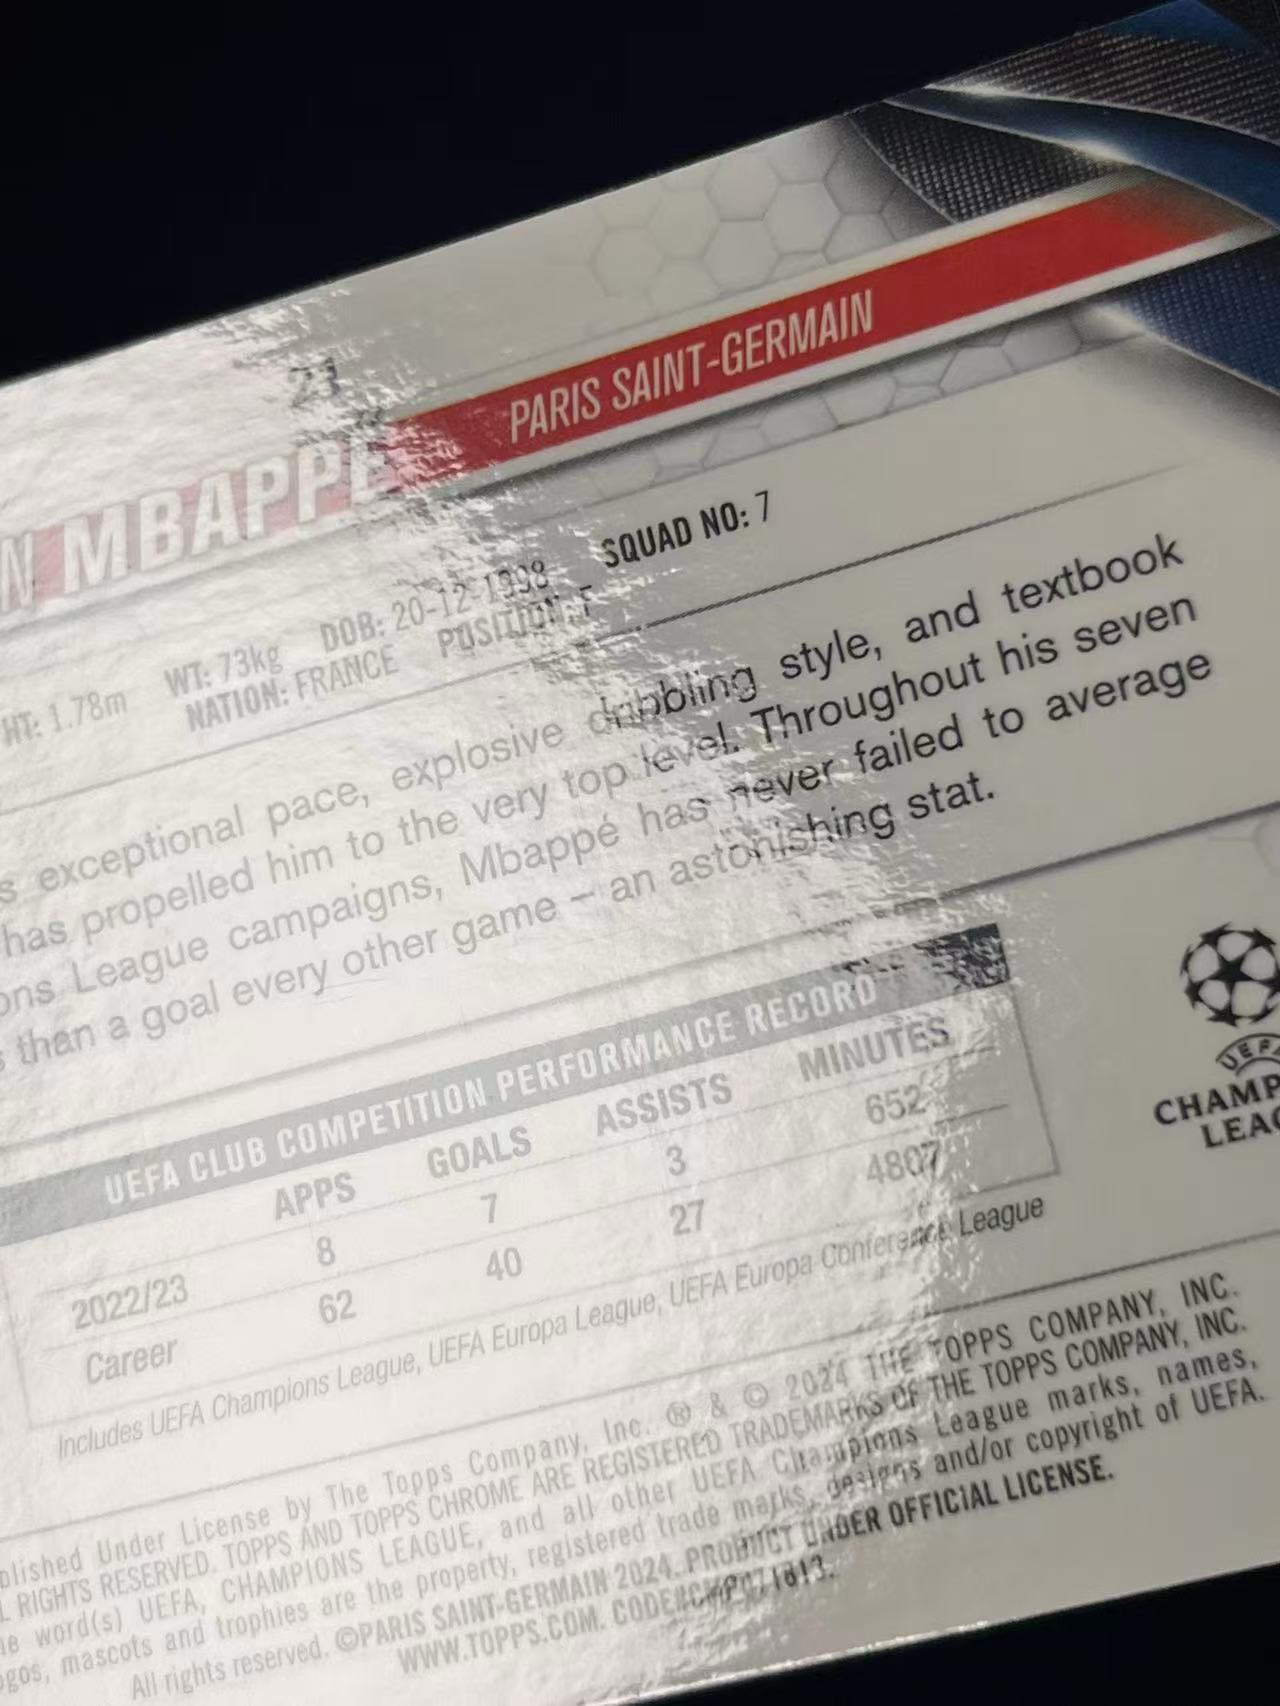 21
N MBAPPÉ PARIS SAINT-GERMAIN
HT: 1.78m WT: 73kg DOB: 20-12-1998 SQUAD NO: 7
NATION: FRANCE POSITION: F
s exceptional pace, explosive dribbling style, and textbook
has propelled him to the very top level. Throughout his seven
ons League campaigns, Mbappé has never failed to average
s than a goal every other game – an astonishing stat.
UEFA CLUB COMPETITION PERFORMANCE RECORD
APPS GOALS ASSISTS MINUTES
2022/23 8 7 3 652
Career 62 40 27 4807
Includes UEFA Champions League, UEFA Europa League, UEFA Europa Conference League
UEFA
CHAMP
LEAG
blished Under License by The Topps Company, Inc. ® & © 2024 THE TOPPS COMPANY, INC.
L RIGHTS RESERVED. TOPPS AND TOPPS CHROME ARE REGISTERED TRADEMARKS OF THE TOPPS COMPANY, INC.
he word(s) UEFA, CHAMPIONS LEAGUE, and all other UEFA Champions League marks, names,
ogos, mascots and trophies are the property, registered trade marks, designs and/or copyright of UEFA.
All rights reserved. ©PARIS SAINT-GERMAIN 2024. PRODUCT UNDER OFFICIAL LICENSE.
WWW.TOPPS.COM.